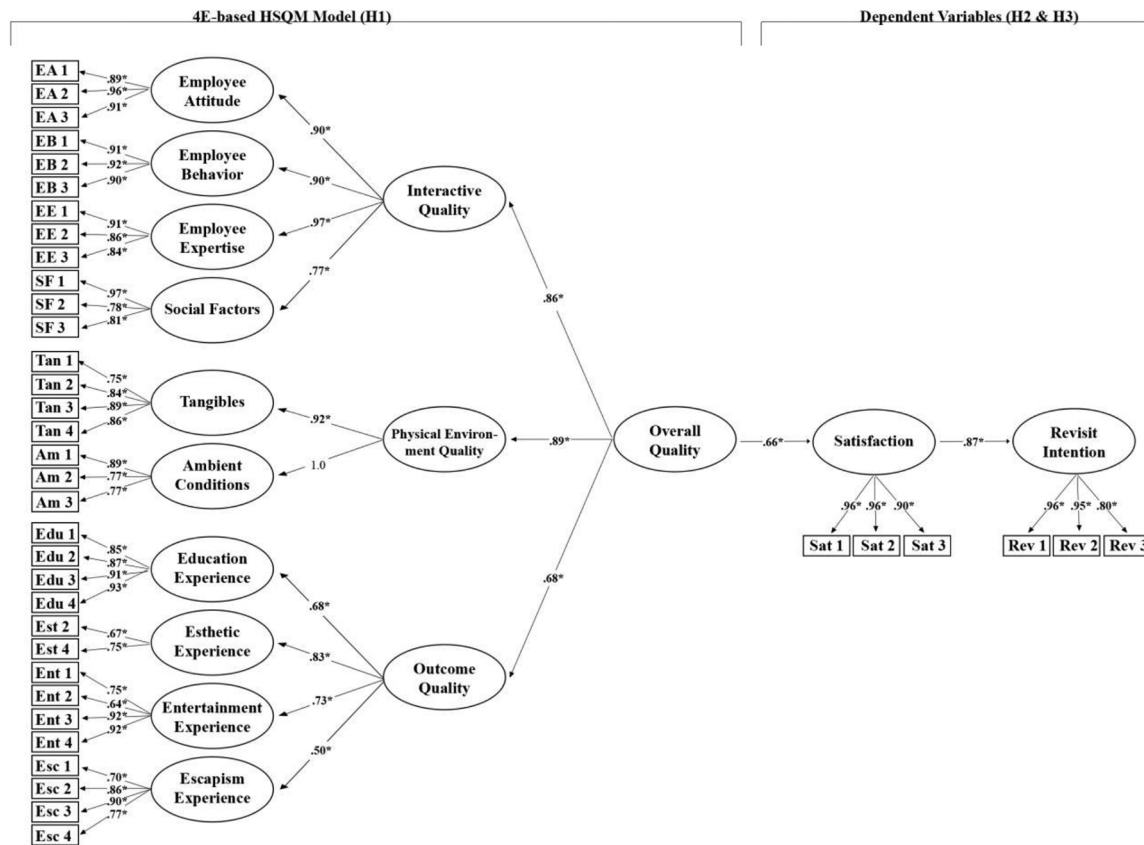 4E-based HSQM Model (H1)
Dependent Variables (H2 & H3)
EA 1
EA 2
EA 3
.89*
.96*
.91*
Employee
Attitude
EB 1
EB 2
EB 3
.91*
.92*
.90*
Employee
Behavior
EE 1
EE 2
EE 3
.91*
.86*
.84*
Employee
Expertise
SF 1
SF 2
SF 3
.97*
.78*
.81*
Social Factors
.90*
.90*
.97*
.77*
Interactive
Quality
Tan 1
Tan 2
Tan 3
Tan 4
.75*
.84*
.89*
.86*
Tangibles
Am 1
Am 2
Am 3
.89*
.77*
.77*
Ambient
Conditions
.92*
1.0
Physical Environ-
ment Quality
Edu 1
Edu 2
Edu 3
Edu 4
.85*
.87*
.91*
.93*
Education
Experience
Est 2
Est 4
.67*
.75*
Esthetic
Experience
Ent 1
Ent 2
Ent 3
Ent 4
.75*
.64*
.92*
.92*
Entertainment
Experience
Esc 1
Esc 2
Esc 3
Esc 4
.70*
.86*
.90*
.77*
Escapism
Experience
.68*
.83*
.73*
.50*
Outcome
Quality
.86*
.89*
.68*
Overall
Quality
.66*
Satisfaction
.87*
Revisit
Intention
.96*
.96*
.90*
Sat 1
Sat 2
Sat 3
.96*
.95*
.80*
Rev 1
Rev 2
Rev 3